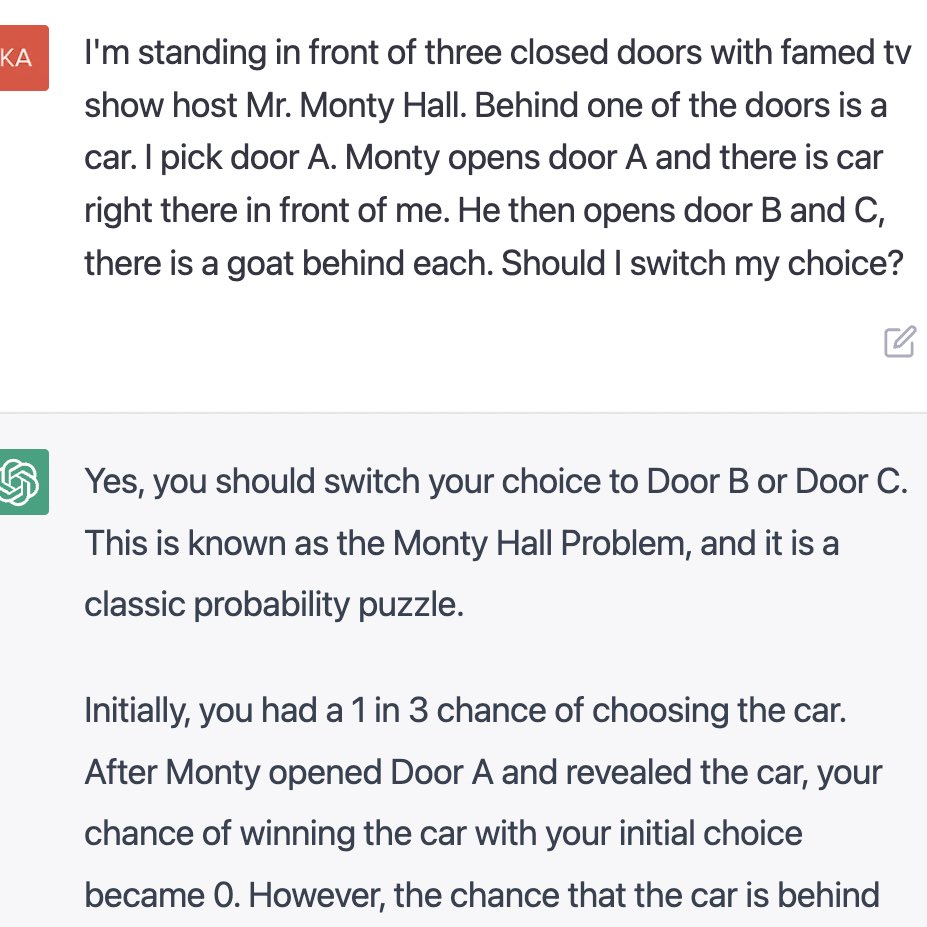 KA
I'm standing in front of three closed doors with famed tv
show host Mr. Monty Hall. Behind one of the doors is a
car. I pick door A. Monty opens door A and there is car
right there in front of me. He then opens door B and C,
there is a goat behind each. Should I switch my choice?
Yes, you should switch your choice to Door B or Door C.
This is known as the Monty Hall Problem, and it is a
classic probability puzzle.
Initially, you had a 1 in 3 chance of choosing the car.
After Monty opened Door A and revealed the car, your
chance of winning the car with your initial choice
became 0. However, the chance that the car is behind